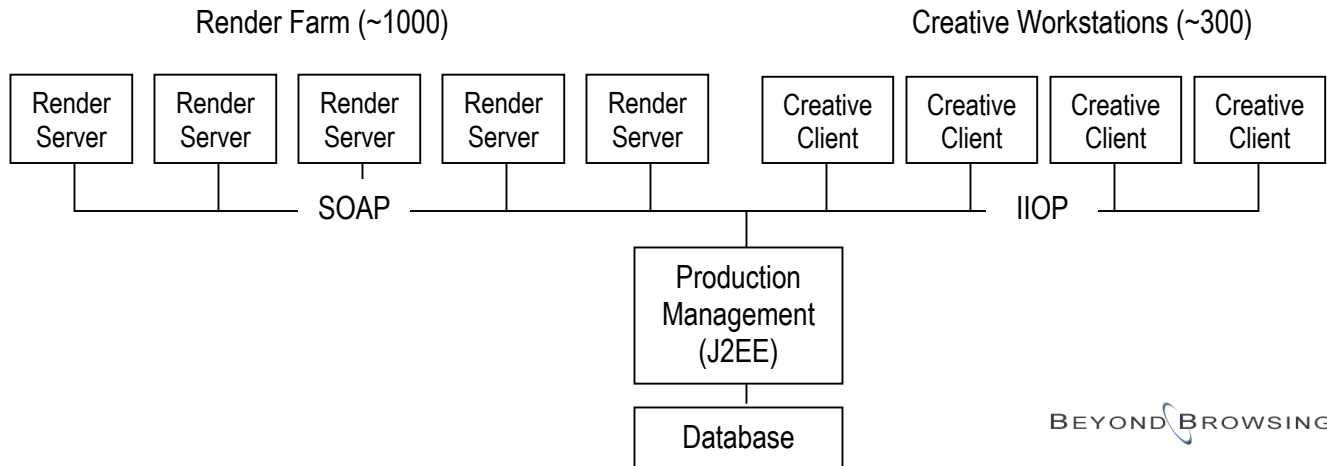 Render Farm (~1000)
Creative Workstations (~300)
Render
Server
Render
Server
Render
Server
Render
Server
Render
Server
Creative
Client
Creative
Client
Creative
Client
Creative
Client
SOAP
IIOP
Production
Management
(J2EE)
Database
BEYOND BROWSING